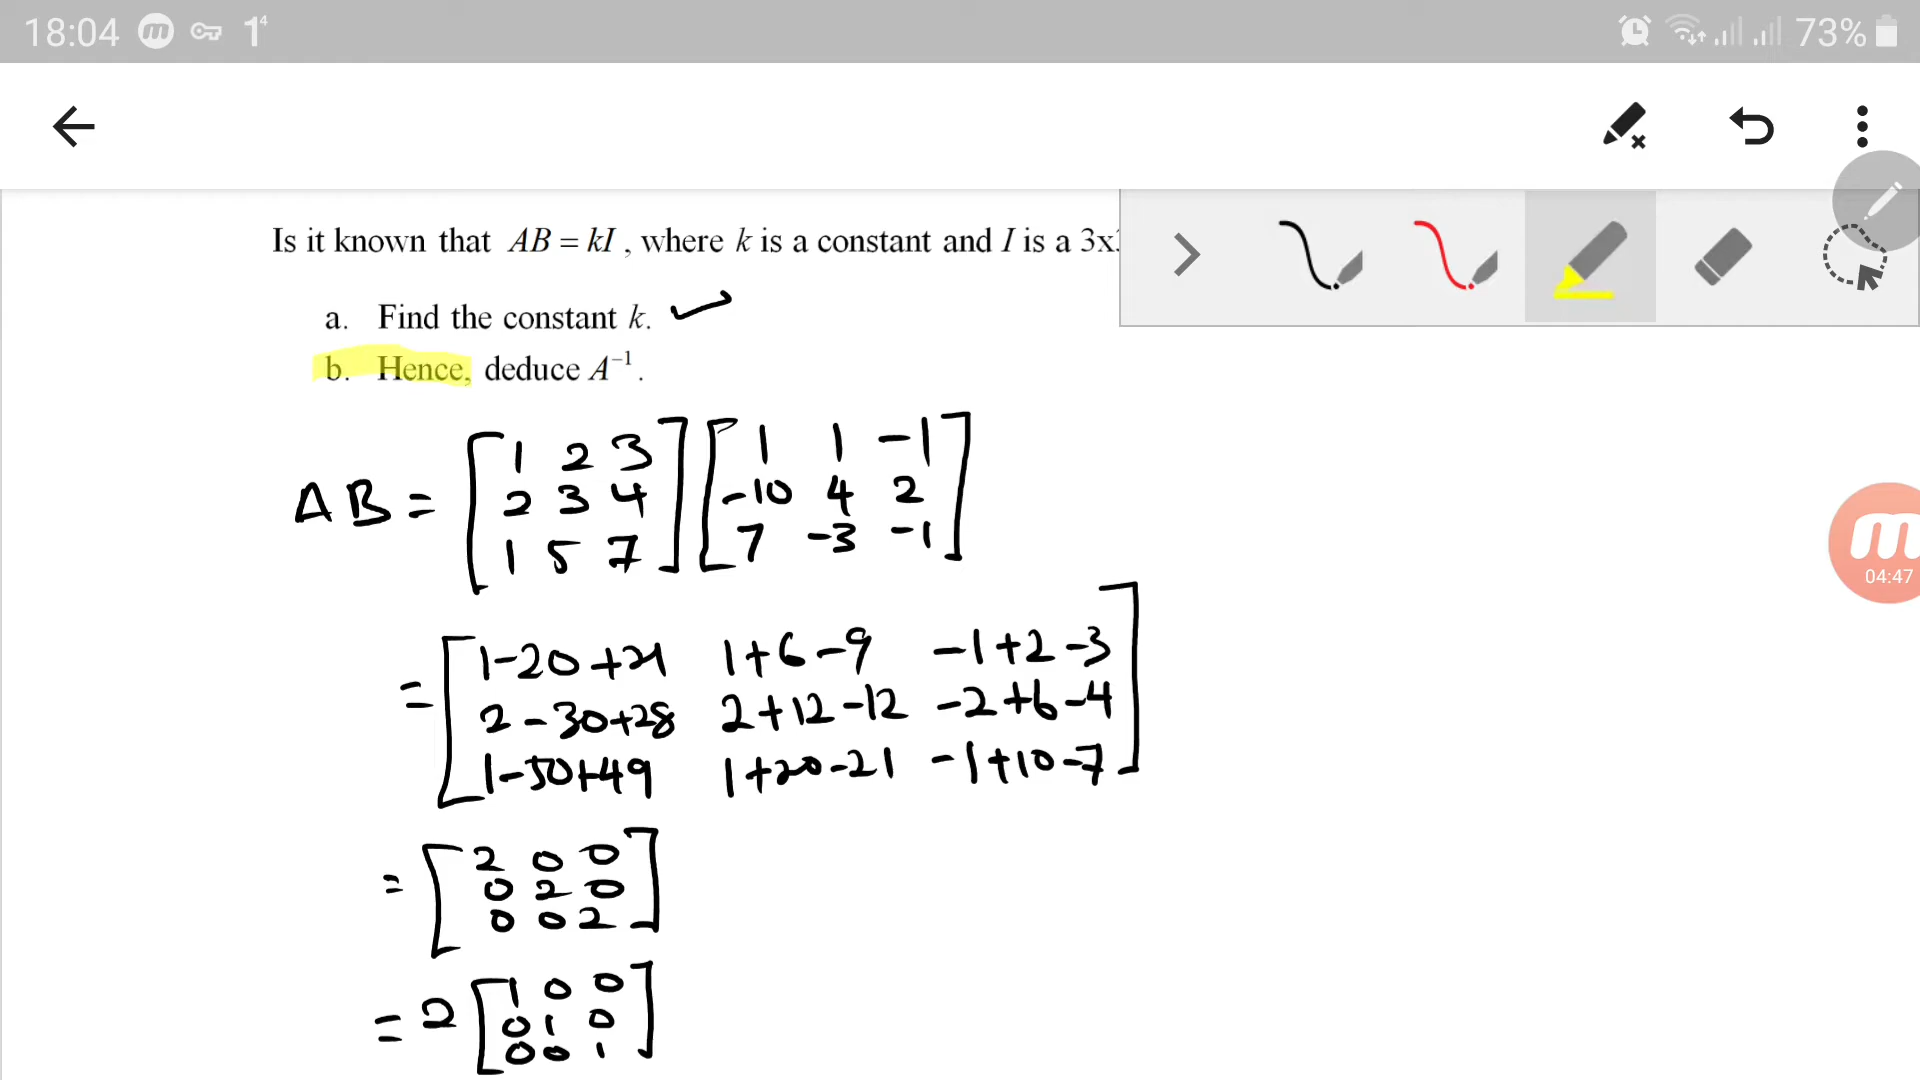 18:04 m 1⁴ 73%
Is it known that AB = kI , where k is a constant and I is a 3x3
a. Find the constant k. ✓
b. Hence, deduce A⁻¹ .
AB = [1 2 3] [1 1 -1]
[2 3 4] [-10 4 2]
[1 5 7] [7 -3 -1]
= [1-20+21 1+6-9 -1+2-3]
[2-30+28 2+12-12 -2+6-4]
[1-50+49 1+20-21 -1+10-7]
= [2 0 0]
[0 2 0]
[0 0 2]
= 2 [1 0 0]
[0 1 0]
[0 0 1]
m
04:47